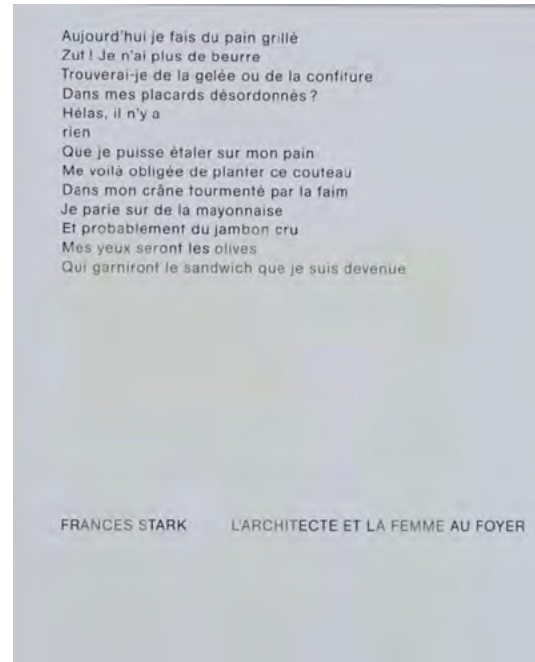 Aujourd'hui je fais du pain grillé
Zut ! Je n'ai plus de beurre
Trouverai-je de la gelée ou de la confiture
Dans mes placards désordonnés ?
Hélas, il n'y a
rien
Que je puisse étaler sur mon pain
Me voilà obligée de planter ce couteau
Dans mon crâne tourmenté par la faim
Je parie sur de la mayonnaise
Et probablement du jambon cru
Mes yeux seront les olives
Qui garniront le sandwich que je suis devenue
FRANCES STARK L'ARCHITECTE ET LA FEMME AU FOYER